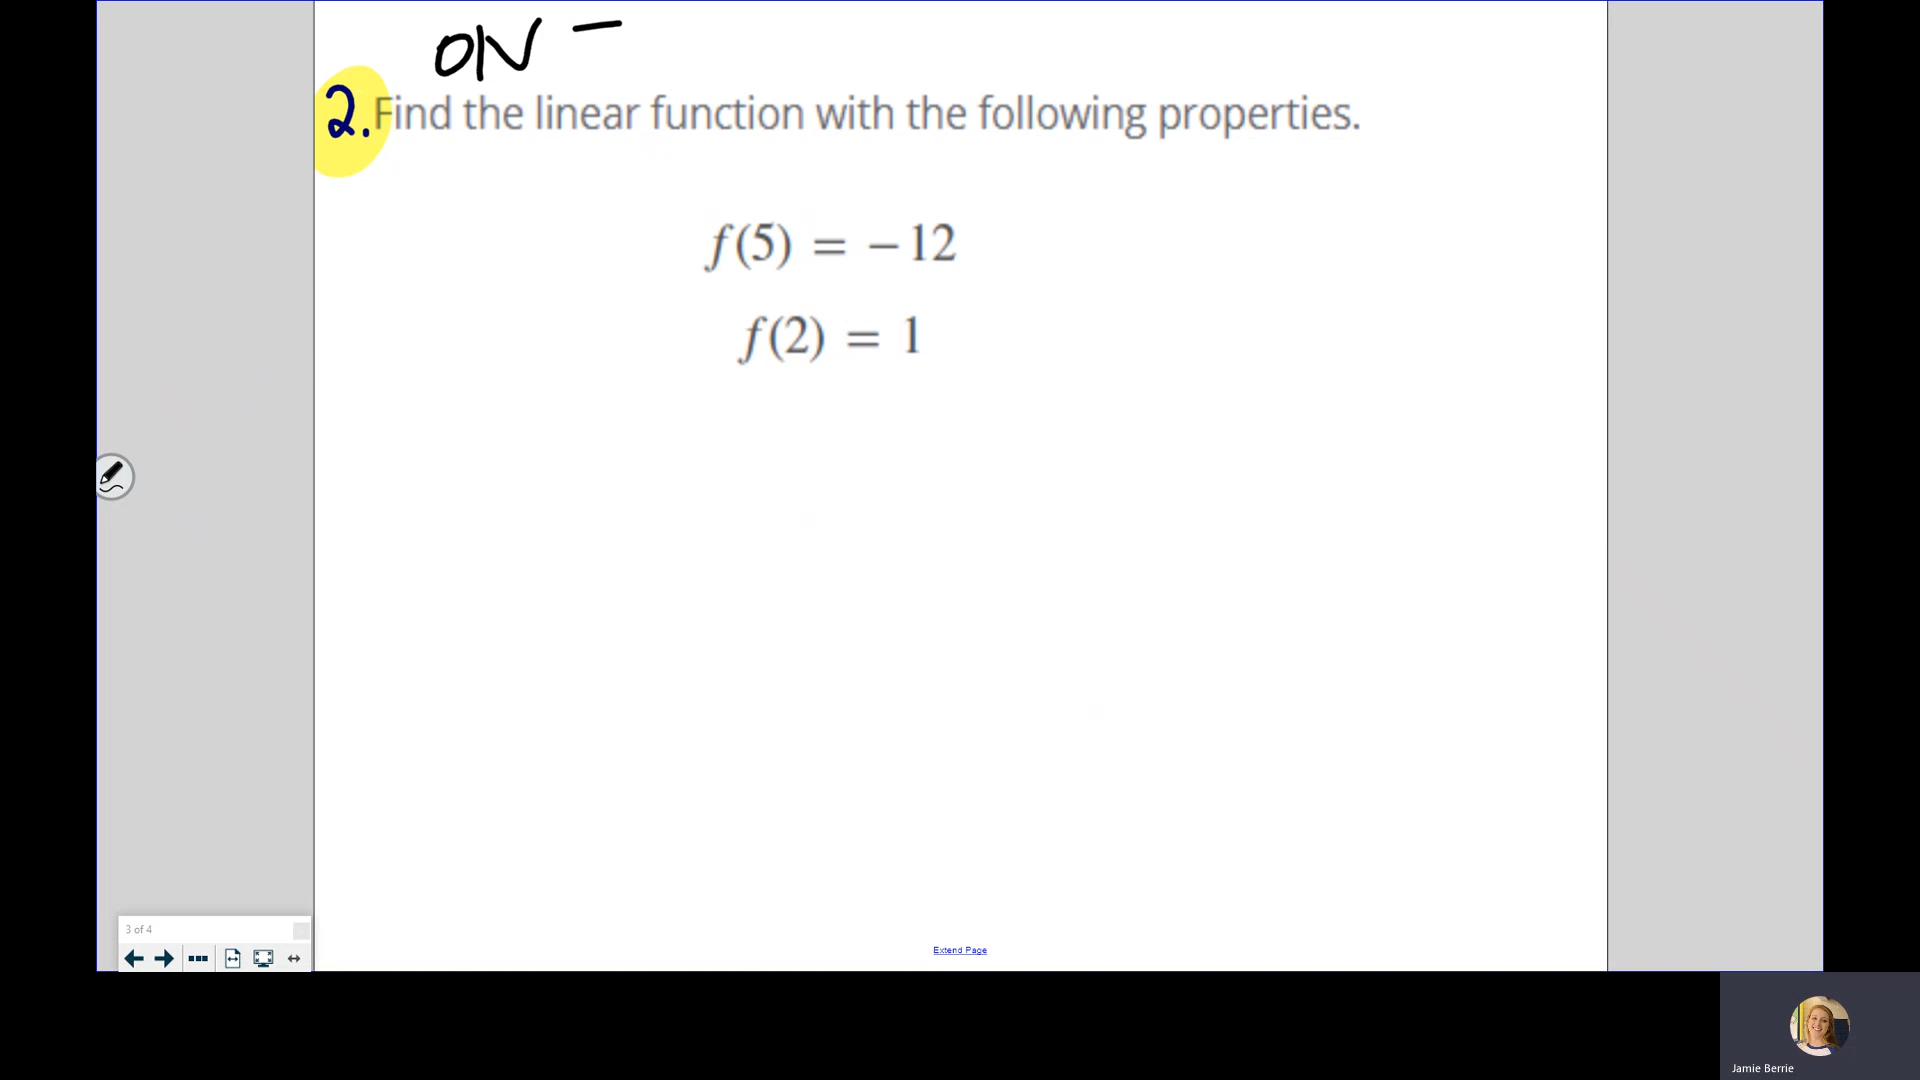 ON –
2. Find the linear function with the following properties.
f(5) = −12
f(2) = 1
3 of 4
Extend Page
Jamie Berrie